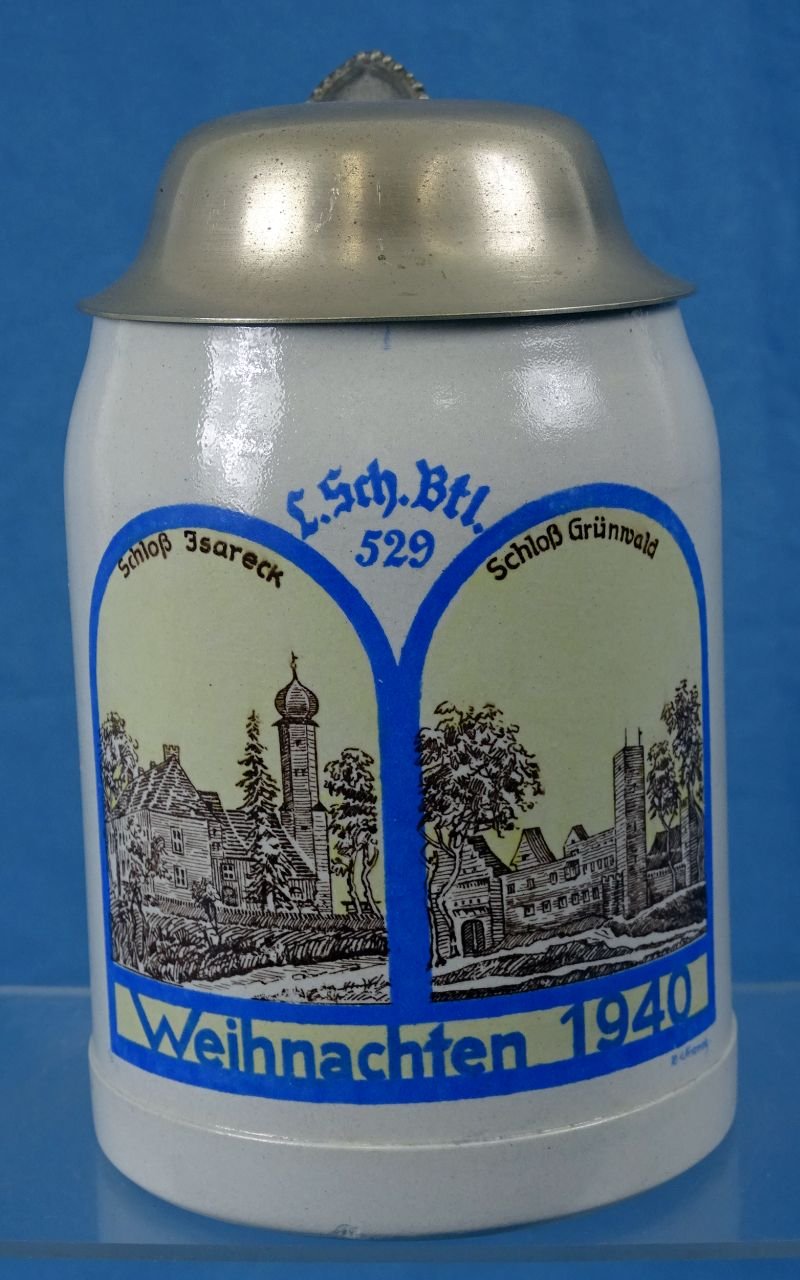 L.Sch.Btl.
529
Schloß Isareck
Schloß Grünwald
Weihnachten 1940